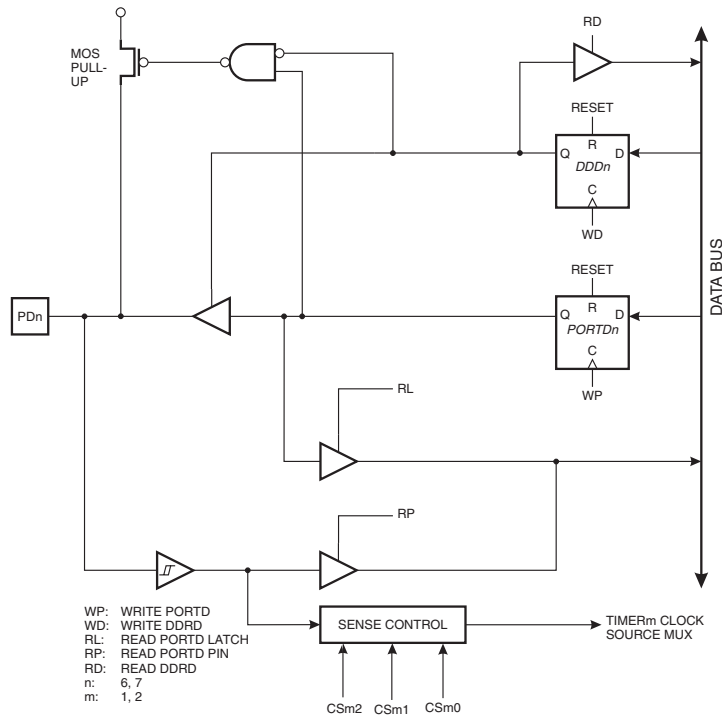 RD
MOS
PULL-
UP
RESET
R
Q
D
DDDn
C
WD
DATA BUS
RESET
R
PDn
Q
D
PORTDn
C
WP
RL
RP
WP: WRITE PORTD
WD: WRITE DDRD
RL: READ PORTD LATCH
RP: READ PORTD PIN
RD: READ DDRD
n: 6, 7
m: 1, 2
SENSE CONTROL
TIMERm CLOCK
SOURCE MUX
CSm2
CSm1
CSm0